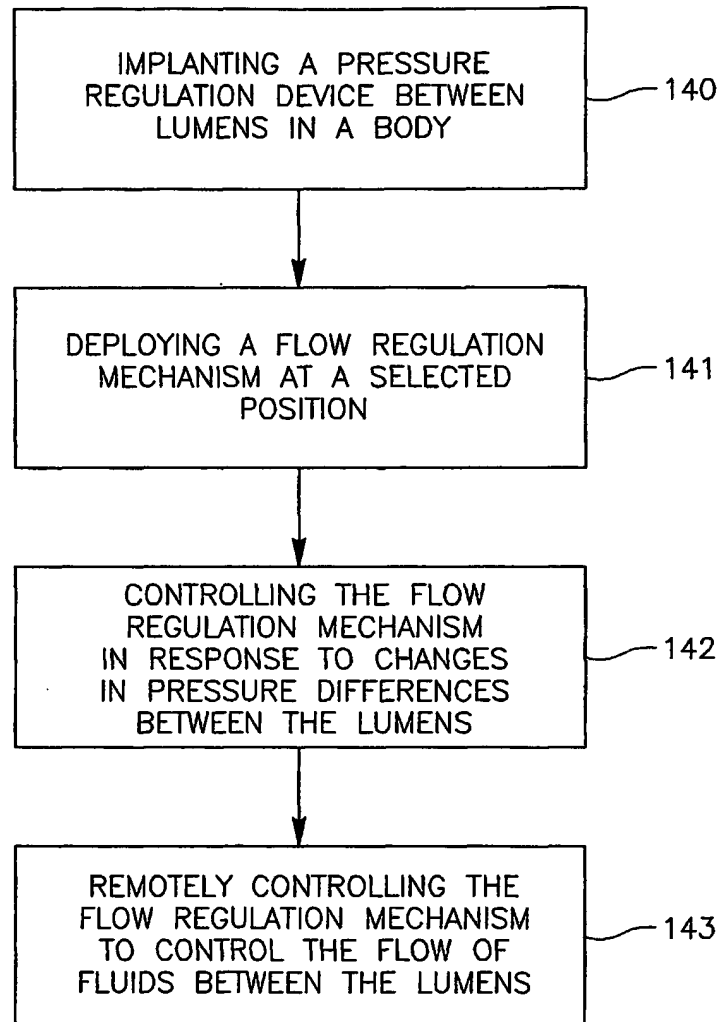 IMPLANTING A PRESSURE
REGULATION DEVICE BETWEEN
LUMENS IN A BODY
140
DEPLOYING A FLOW REGULATION
MECHANISM AT A SELECTED
POSITION
141
CONTROLLING THE FLOW
REGULATION MECHANISM
IN RESPONSE TO CHANGES
IN PRESSURE DIFFERENCES
BETWEEN THE LUMENS
142
REMOTELY CONTROLLING THE
FLOW REGULATION MECHANISM
TO CONTROL THE FLOW OF
FLUIDS BETWEEN THE LUMENS
143